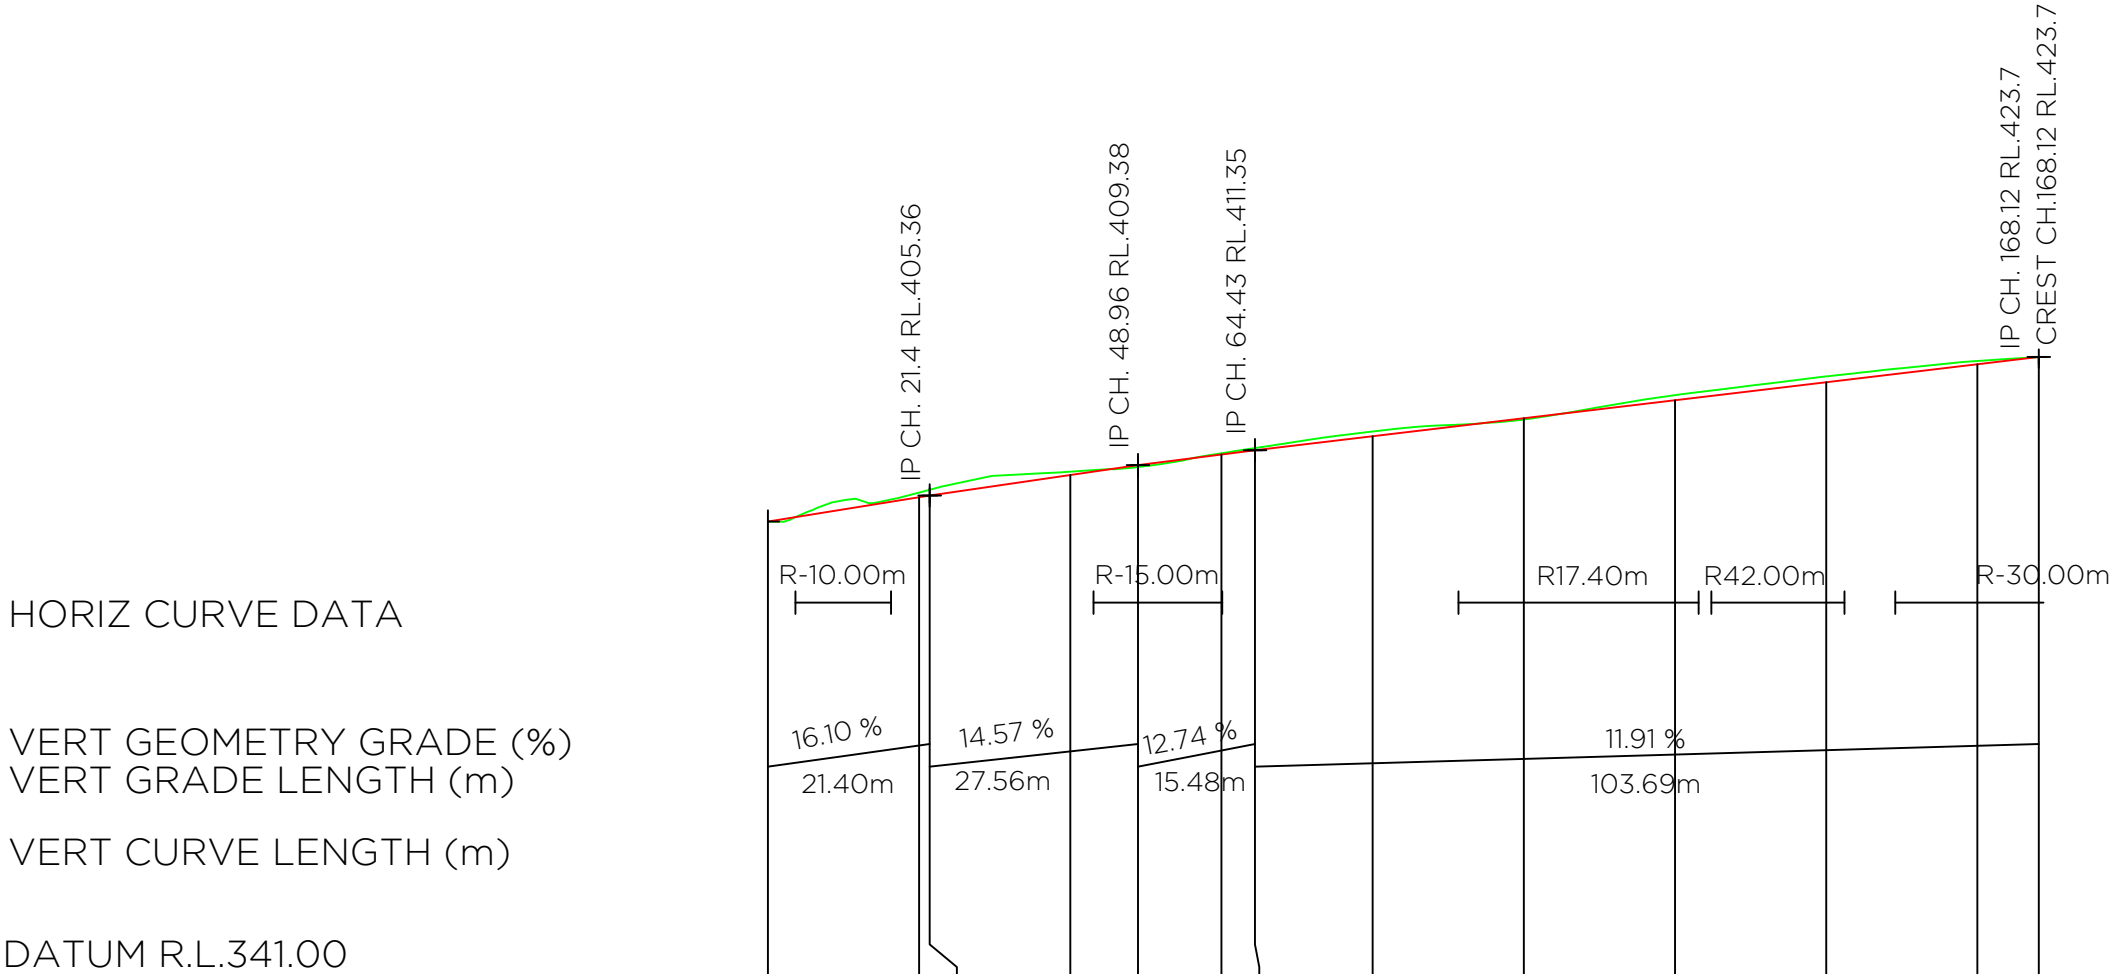 IP CH. 21.4 RL.405.36
IP CH. 48.96 RL.409.38
IP CH. 64.43 RL.411.35
IP CH. 168.12 RL.423.7
CREST CH.168.12 RL.423.7
HORIZ CURVE DATA
R-10.00m
R-15.00m
R17.40m
R42.00m
R-30.00m
VERT GEOMETRY GRADE (%)
16.10 %
14.57 %
12.74 %
11.91 %
VERT GRADE LENGTH (m)
21.40m
27.56m
15.48m
103.69m
VERT CURVE LENGTH (m)
DATUM R.L.341.00